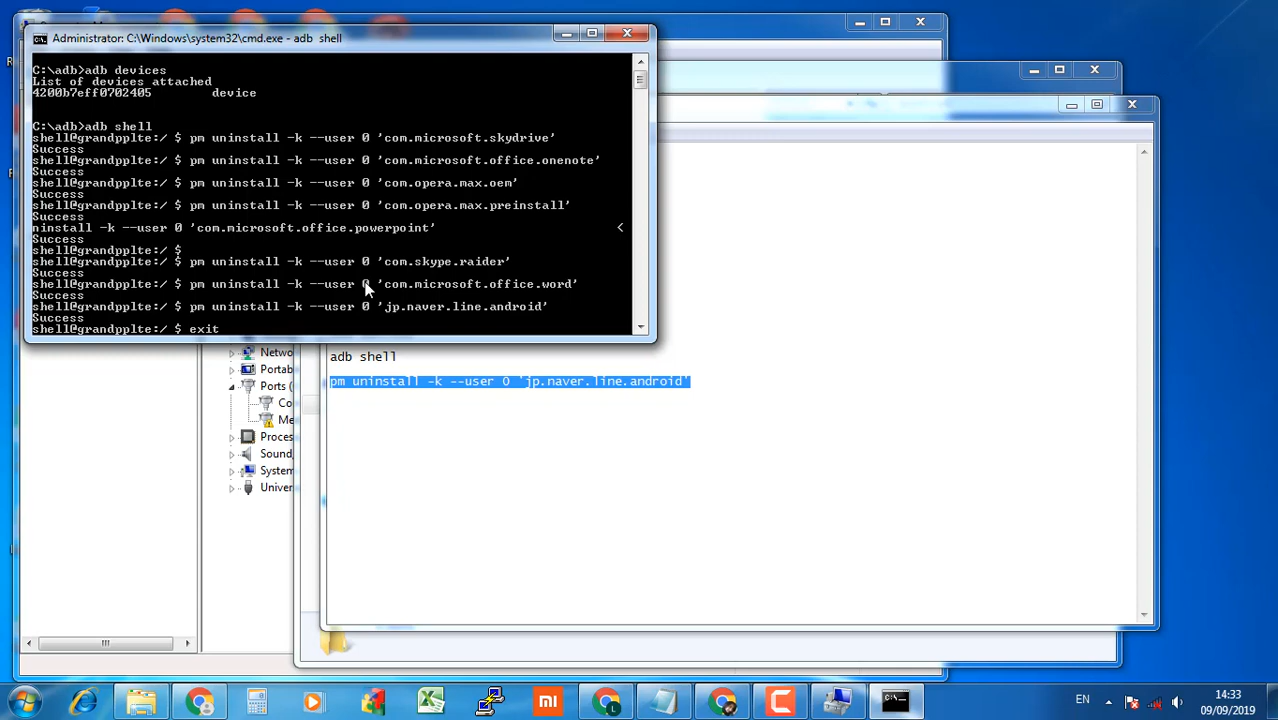 Administrator: C:\Windows\system32\cmd.exe - adb  shell
C:\adb>adb devices
List of devices attached
4200b7eff0702405        device
C:\adb>adb shell
shell@grandpplte:/ $ pm uninstall -k --user 0 'com.microsoft.skydrive'
Success
shell@grandpplte:/ $ pm uninstall -k --user 0 'com.microsoft.office.onenote'
Success
shell@grandpplte:/ $ pm uninstall -k --user 0 'com.opera.max.oem'
Success
shell@grandpplte:/ $ pm uninstall -k --user 0 'com.opera.max.preinstall'
Success
ninstall -k --user 0 'com.microsoft.office.powerpoint'                         <
Success
shell@grandpplte:/ $
shell@grandpplte:/ $ pm uninstall -k --user 0 'com.skype.raider'
Success
shell@grandpplte:/ $ pm uninstall -k --user 0 'com.microsoft.office.word'
Success
shell@grandpplte:/ $ pm uninstall -k --user 0 'jp.naver.line.android'
Success
shell@grandpplte:/ $ exit
adb shell
pm uninstall -k --user 0 'jp.naver.line.android'
Netwo
Portab
Ports (
Co
Me
Proces
Sound,
System
Univer
EN
14:33
09/09/2019